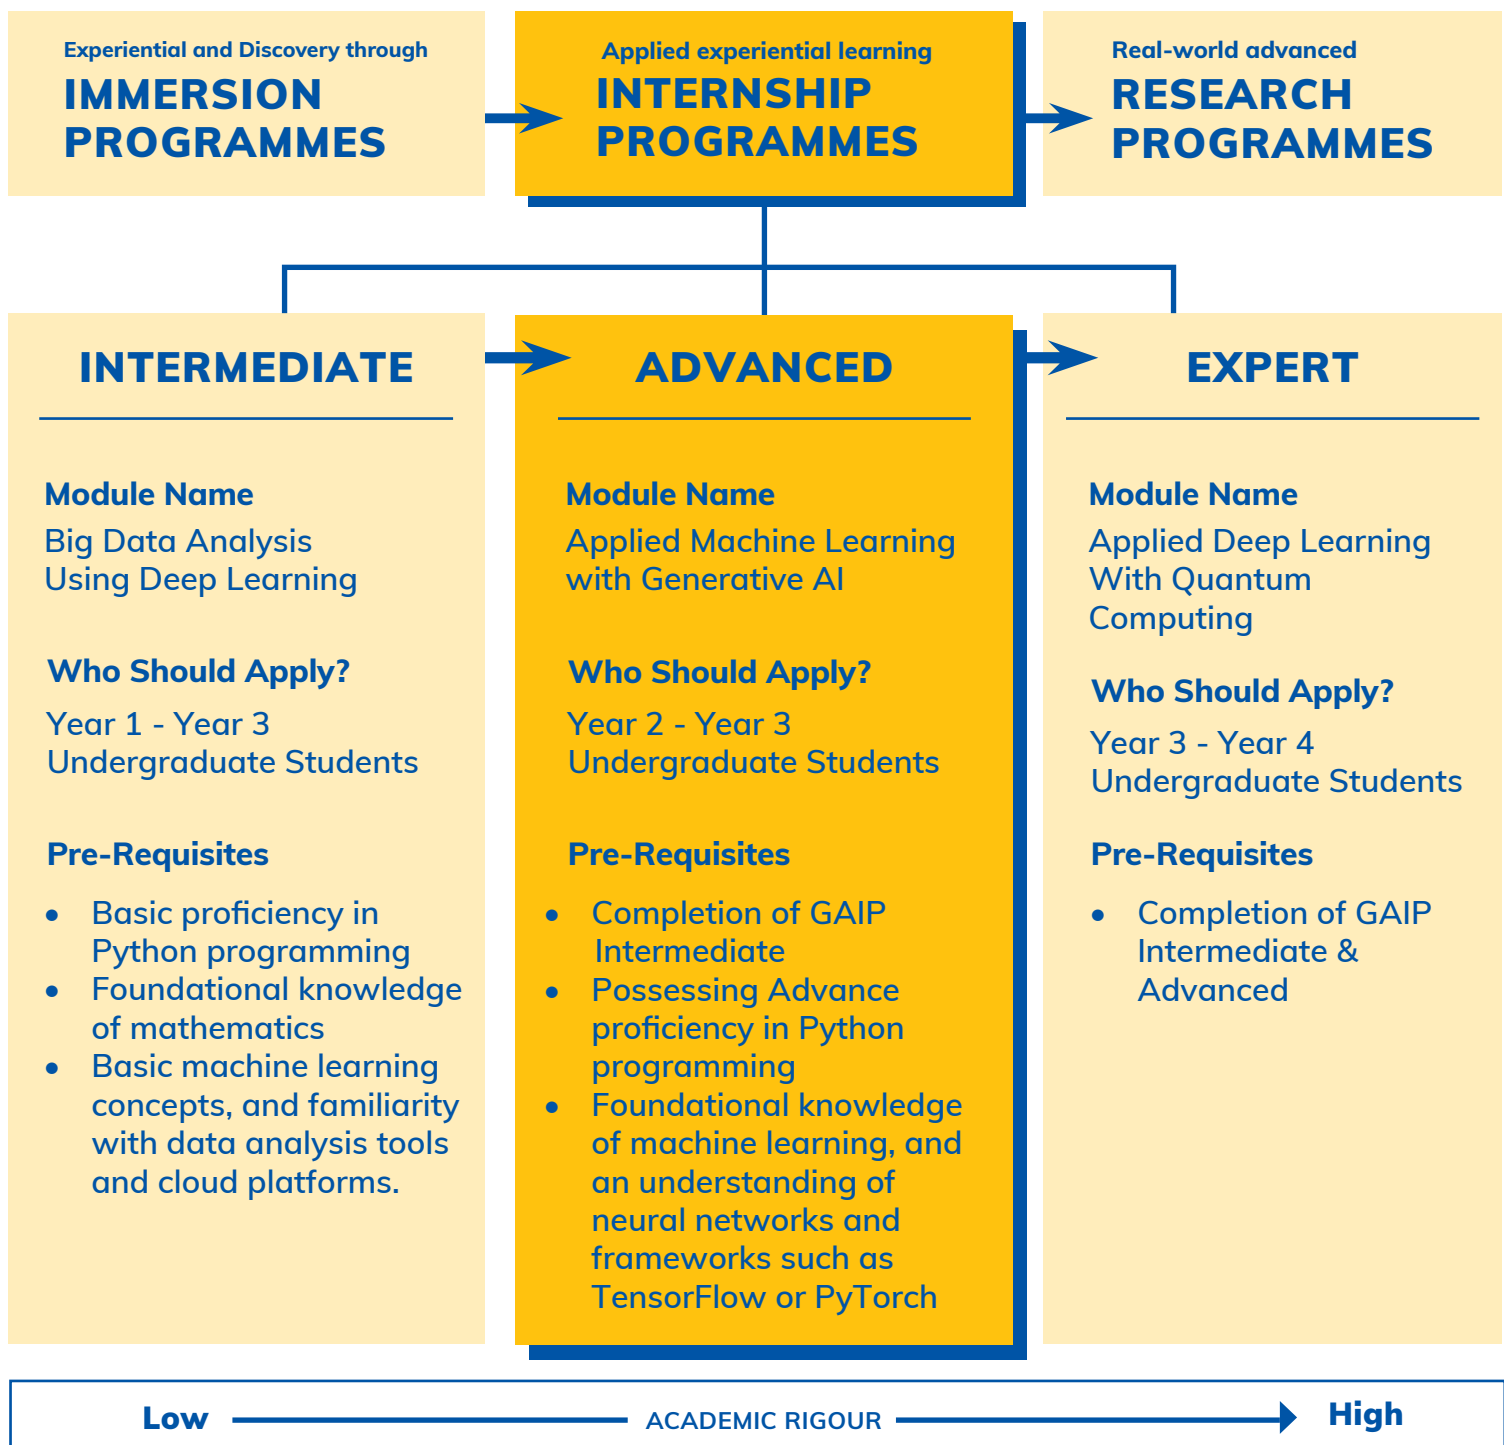 Experiential and Discovery through
IMMERSION
PROGRAMMES
Applied experiential learning
INTERNSHIP
PROGRAMMES
Real-world advanced
RESEARCH
PROGRAMMES
INTERMEDIATE
Module Name
Big Data Analysis
Using Deep Learning
Who Should Apply?
Year 1 - Year 3
Undergraduate Students
Pre-Requisites
• Basic proficiency in
Python programming
• Foundational knowledge
of mathematics
• Basic machine learning
concepts, and familiarity
with data analysis tools
and cloud platforms.
ADVANCED
Module Name
Applied Machine Learning
with Generative AI
Who Should Apply?
Year 2 - Year 3
Undergraduate Students
Pre-Requisites
• Completion of GAIP
Intermediate
• Possessing Advance
proficiency in Python
programming
• Foundational knowledge
of machine learning, and
an understanding of
neural networks and
frameworks such as
TensorFlow or PyTorch
EXPERT
Module Name
Applied Deep Learning
With Quantum
Computing
Who Should Apply?
Year 3 - Year 4
Undergraduate Students
Pre-Requisites
• Completion of GAIP
Intermediate &
Advanced
Low ACADEMIC RIGOUR High